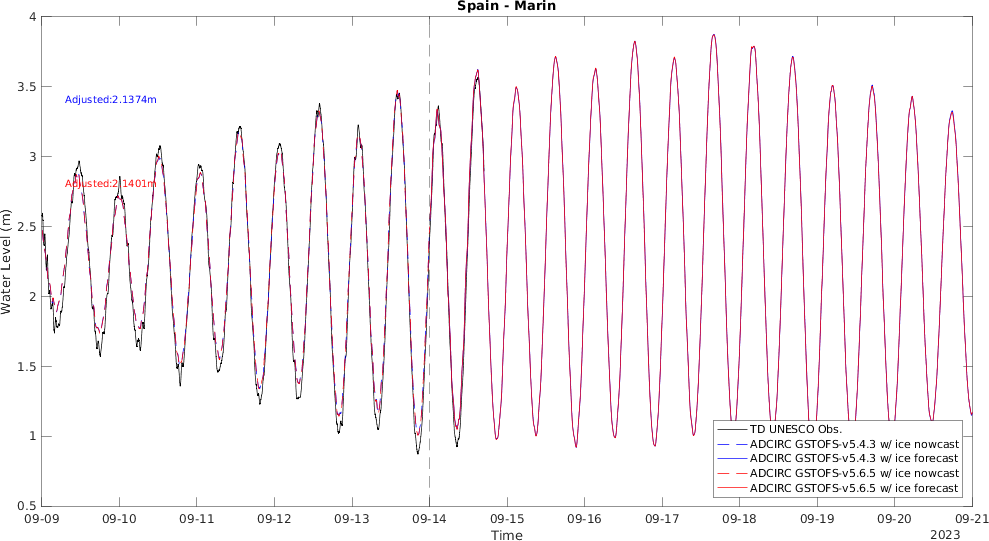 Spain - Marin
4
3.5
3
2.5
2
1.5
1
0.5
Water Level (m)
Adjusted:2.1374m
Adjusted:2.1401m
TD UNESCO Obs.
ADCIRC GSTOFS-v5.4.3 w/ ice nowcast
ADCIRC GSTOFS-v5.4.3 w/ ice forecast
ADCIRC GSTOFS-v5.6.5 w/ ice nowcast
ADCIRC GSTOFS-v5.6.5 w/ ice forecast
09-09 09-10 09-11 09-12 09-13 09-14 09-15 09-16 09-17 09-18 09-19 09-20 09-21
Time
2023